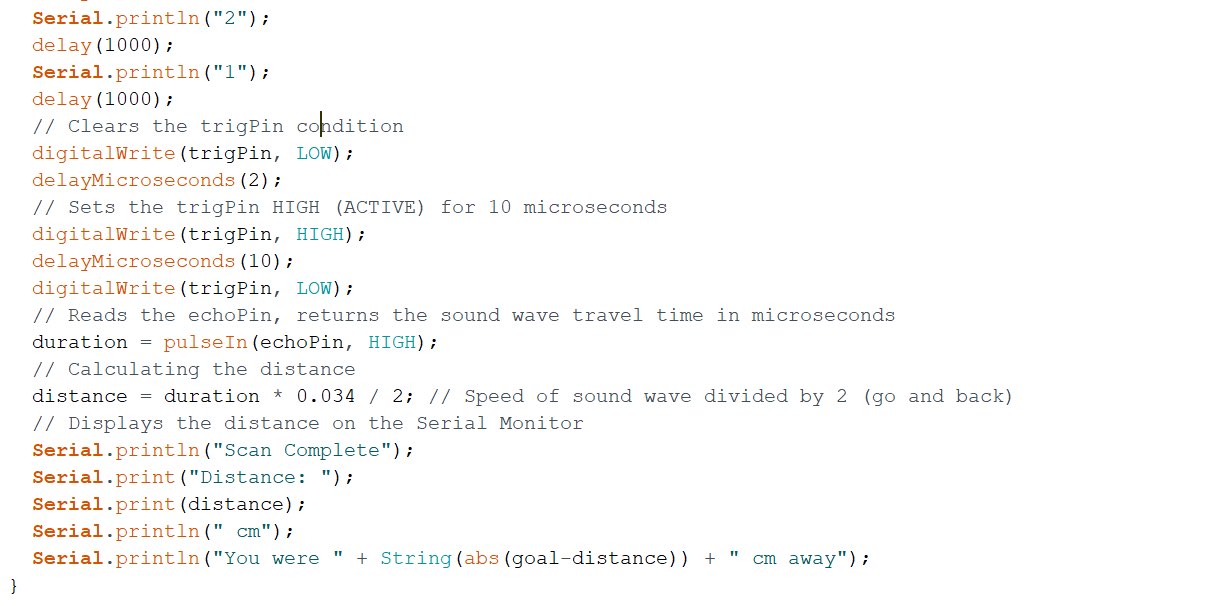 Serial.println("2");
delay(1000);
Serial.println("1");
delay(1000);
// Clears the trigPin condition
digitalWrite(trigPin, LOW);
delayMicroseconds(2);
// Sets the trigPin HIGH (ACTIVE) for 10 microseconds
digitalWrite(trigPin, HIGH);
delayMicroseconds(10);
digitalWrite(trigPin, LOW);
// Reads the echoPin, returns the sound wave travel time in microseconds
duration = pulseIn(echoPin, HIGH);
// Calculating the distance
distance = duration * 0.034 / 2; // Speed of sound wave divided by 2 (go and back)
// Displays the distance on the Serial Monitor
Serial.println("Scan Complete");
Serial.print("Distance: ");
Serial.print(distance);
Serial.println(" cm");
Serial.println("You were " + String(abs(goal-distance)) + " cm away");
}